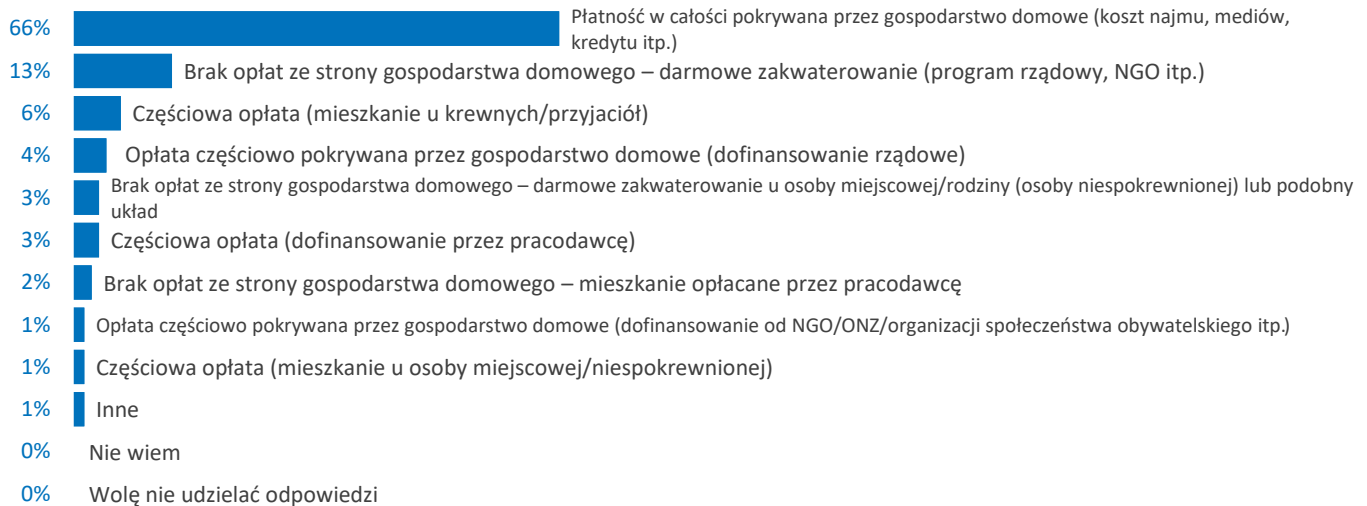 66% Płatność w całości pokrywana przez gospodarstwo domowe (koszt najmu, mediów,
kredytu itp.)
13% Brak opłat ze strony gospodarstwa domowego – darmowe zakwaterowanie (program rządowy, NGO itp.)
6% Częściowa opłata (mieszkanie u krewnych/przyjaciół)
4% Opłata częściowo pokrywana przez gospodarstwo domowe (dofinansowanie rządowe)
3% Brak opłat ze strony gospodarstwa domowego – darmowe zakwaterowanie u osoby miejscowej/rodziny (osoby niespokrewnionej) lub podobny
układ
3% Częściowa opłata (dofinansowanie przez pracodawcę)
2% Brak opłat ze strony gospodarstwa domowego – mieszkanie opłacane przez pracodawcę
1% Opłata częściowo pokrywana przez gospodarstwo domowe (dofinansowanie od NGO/ONZ/organizacji społeczeństwa obywatelskiego itp.)
1% Częściowa opłata (mieszkanie u osoby miejscowej/niespokrewnionej)
1% Inne
0% Nie wiem
0% Wolę nie udzielać odpowiedzi